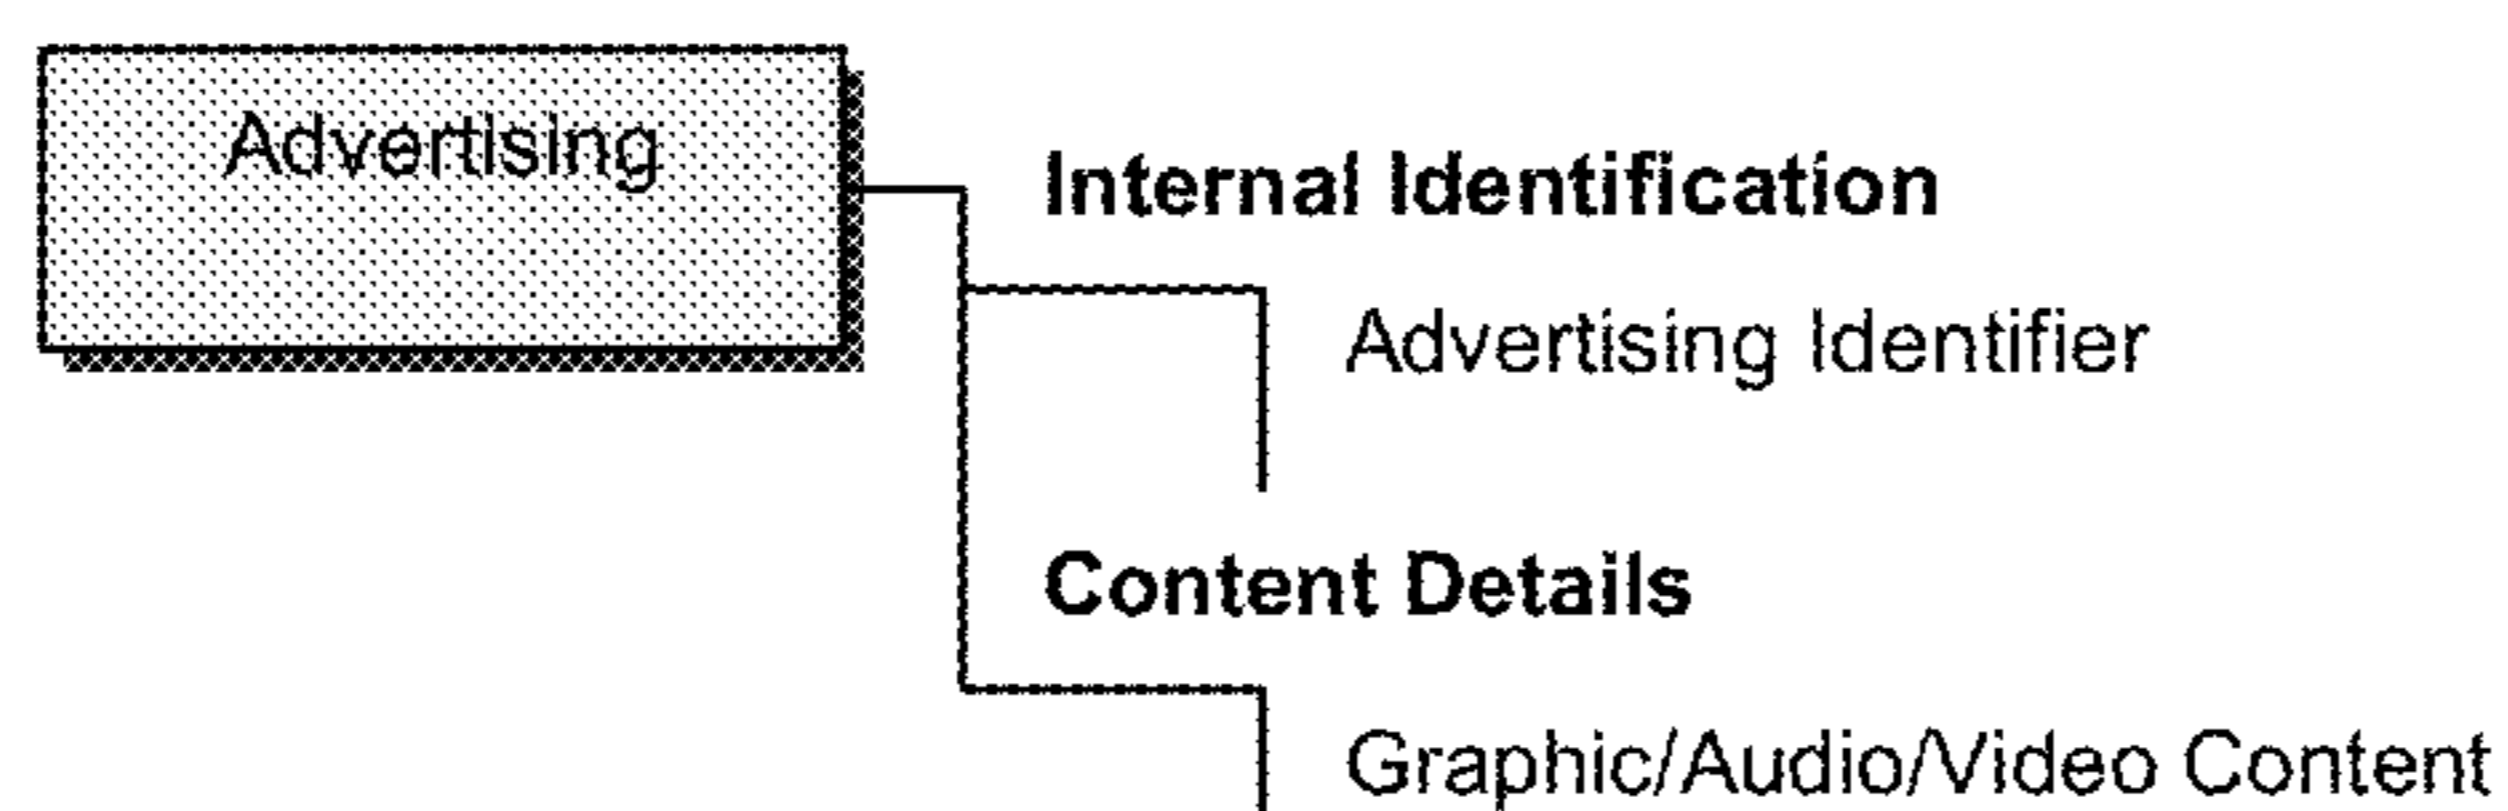 Advertising
Internal Identification
Advertising Identifier
Content Details
Graphic/Audio/Video Content